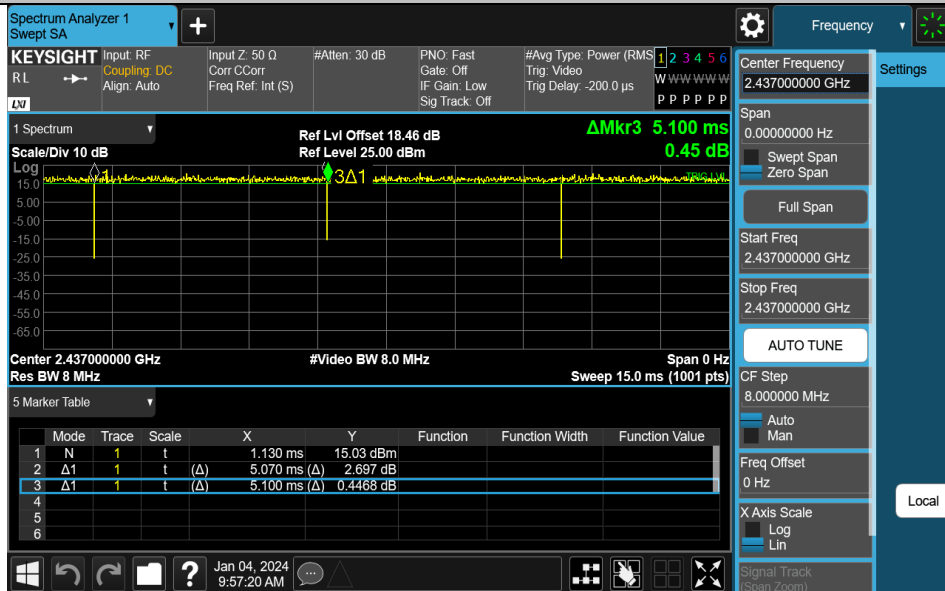 Spectrum Analyzer 1
Swept SA
+
Frequency
KEYSIGHT
RL
LXI
Input: RF
Coupling: DC
Align: Auto
Input Z: 50 Ω
Corr CCorr
Freq Ref: Int (S)
#Atten: 30 dB
PNO: Fast
Gate: Off
IF Gain: Low
Sig Track: Off
#Avg Type: Power (RMS
Trig: Video
Trig Delay: -200.0 µs
1 2 3 4 5 6
W W W W W W
P P P P P P
1 Spectrum
Scale/Div 10 dB
Ref Lvl Offset 18.46 dB
Ref Level 25.00 dBm
ΔMkr3 5.100 ms
0.45 dB
Log
1
3Δ1
TRIG LVL
15.0
5.00
-5.00
-15.0
-25.0
-35.0
-45.0
-55.0
-65.0
Center 2.437000000 GHz
#Video BW 8.0 MHz
Span 0 Hz
Res BW 8 MHz
Sweep 15.0 ms (1001 pts)
5 Marker Table
Mode Trace Scale X Y Function Function Width Function Value
1 N 1 t 1.130 ms 15.03 dBm
2 Δ1 1 t (Δ) 5.070 ms (Δ) 2.697 dB
3 Δ1 1 t (Δ) 5.100 ms (Δ) 0.4468 dB
4
5
6
?
Jan 04, 2024
9:57:20 AM
Center Frequency
2.437000000 GHz
Span
0.00000000 Hz
Swept Span
Zero Span
Full Span
Start Freq
2.437000000 GHz
Stop Freq
2.437000000 GHz
AUTO TUNE
CF Step
8.000000 MHz
Auto
Man
Freq Offset
0 Hz
X Axis Scale
Log
Lin
Signal Track
(Span Zoom)
Settings
Local